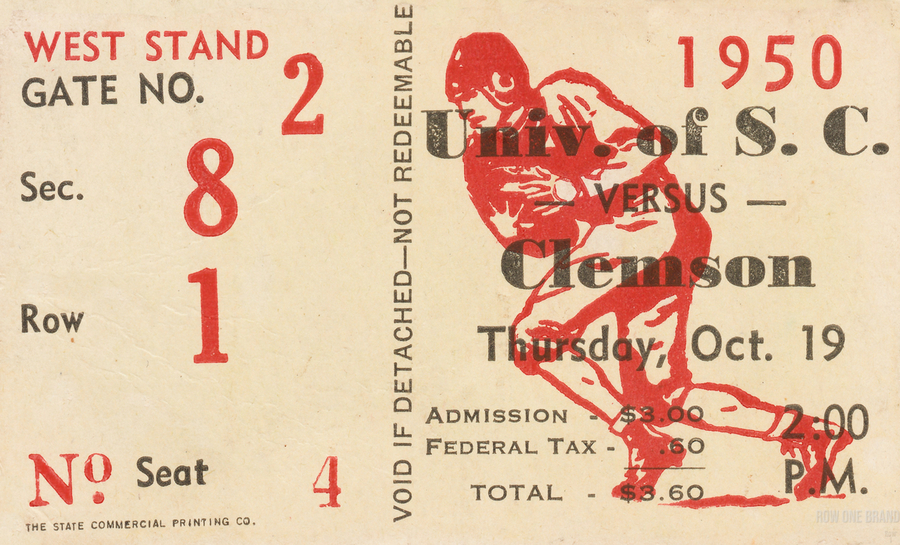 WEST STAND
GATE NO. 2
Sec. 8
Row 1
Nº Seat 4
THE STATE COMMERCIAL PRINTING CO.
VOID IF DETACHED—NOT REDEEMABLE
1950
Univ. of S. C.
— VERSUS —
Clemson
Thursday, Oct. 19
ADMISSION - $3.00
FEDERAL TAX - .60
TOTAL - $3.60
2:00
P.M.
ROW ONE BRAND